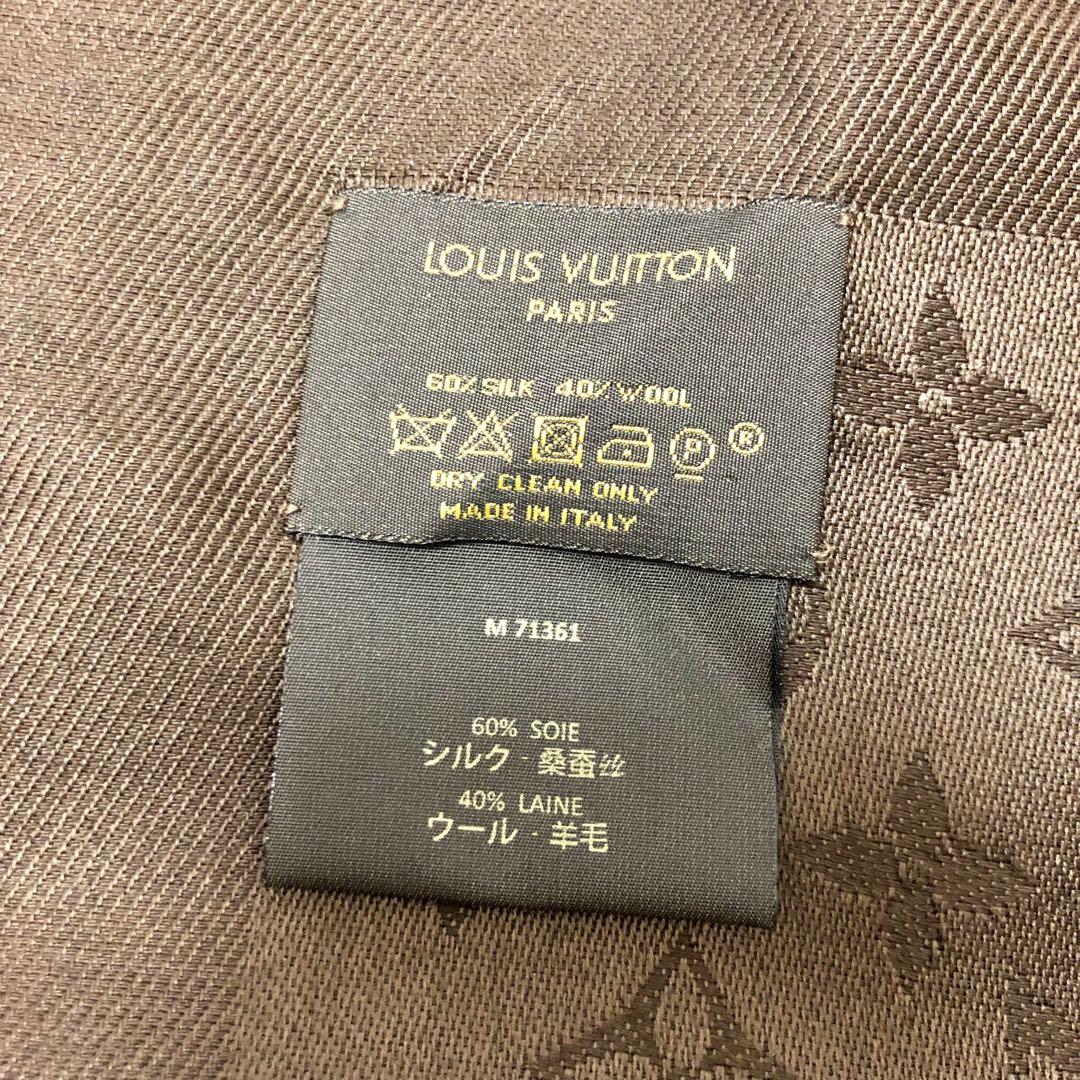 LOUIS VUITTON
PARIS
60% SILK 40% WOOL
H ®
DRY CLEAN ONLY
MADE IN ITALY
M 71361
60% SOIE
シルク - 桑蚕丝
40% LAINE
ウール - 羊毛